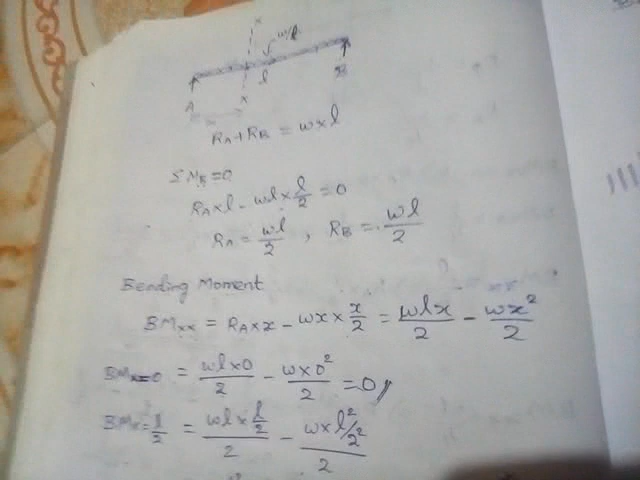 x
w/l
A
x
l
B
x
RA+RB = w×l
ΣMB=0
RA×l - wl×l/2 = 0
RA = wl/2 , RB = wl/2
Bending Moment
BMxx = RA×x - wx×x/2 = wlx/2 - wx²/2
BMx=0 = wl×0/2 - w×0²/2 = 0//
BMx=l/2 = wl×l/2/2 - w×l²/2²/2